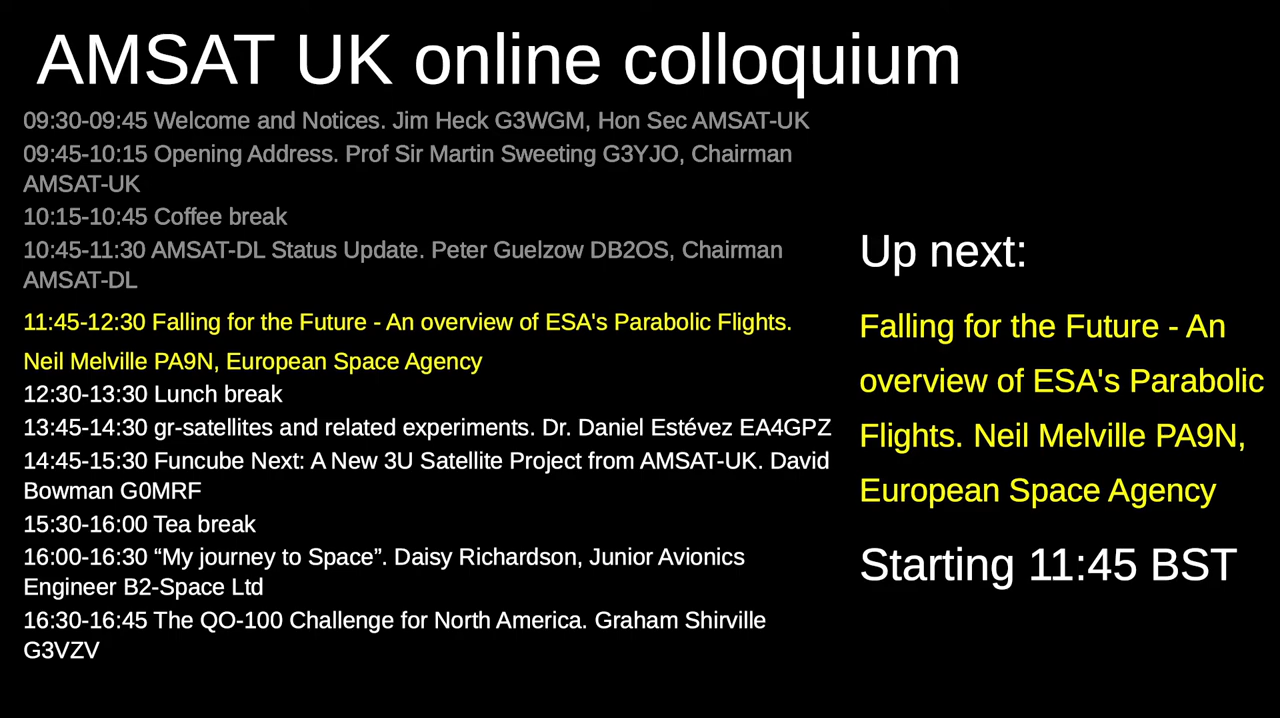 AMSAT UK online colloquium
09:30-09:45 Welcome and Notices. Jim Heck G3WGM, Hon Sec AMSAT-UK
09:45-10:15 Opening Address. Prof Sir Martin Sweeting G3YJO, Chairman
AMSAT-UK
10:15-10:45 Coffee break
10:45-11:30 AMSAT-DL Status Update. Peter Guelzow DB2OS, Chairman
AMSAT-DL
11:45-12:30 Falling for the Future - An overview of ESA's Parabolic Flights.
Neil Melville PA9N, European Space Agency
12:30-13:30 Lunch break
13:45-14:30 gr-satellites and related experiments. Dr. Daniel Estévez EA4GPZ
14:45-15:30 Funcube Next: A New 3U Satellite Project from AMSAT-UK. David
Bowman G0MRF
15:30-16:00 Tea break
16:00-16:30 “My journey to Space”. Daisy Richardson, Junior Avionics
Engineer B2-Space Ltd
16:30-16:45 The QO-100 Challenge for North America. Graham Shirville
G3VZV
Up next:
Falling for the Future - An
overview of ESA's Parabolic
Flights. Neil Melville PA9N,
European Space Agency
Starting 11:45 BST